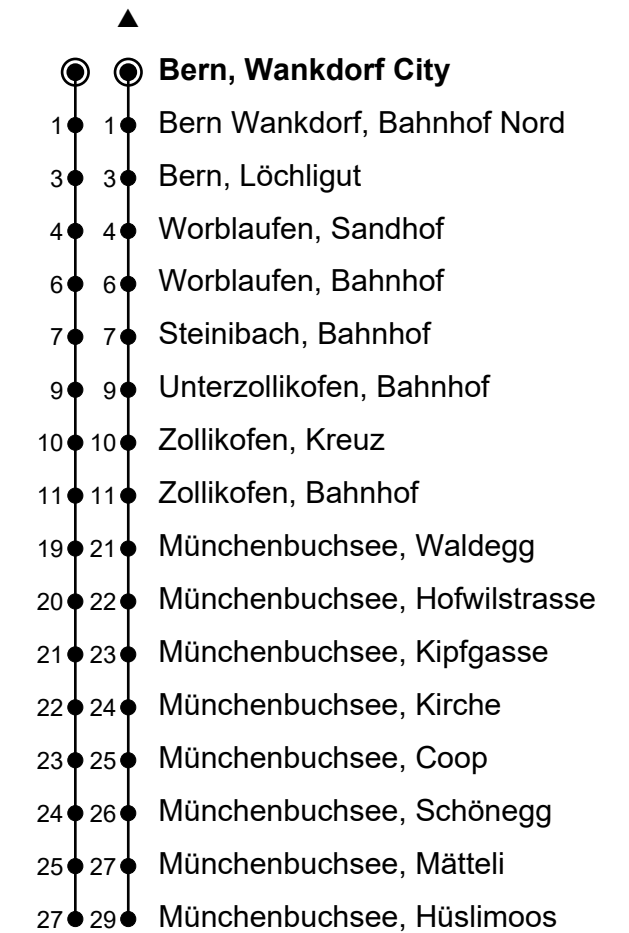 ▲
Bern, Wankdorf City
1 1 Bern Wankdorf, Bahnhof Nord
3 3 Bern, Löchligut
4 4 Worblaufen, Sandhof
6 6 Worblaufen, Bahnhof
7 7 Steinibach, Bahnhof
9 9 Unterzollikofen, Bahnhof
10 10 Zollikofen, Kreuz
11 11 Zollikofen, Bahnhof
19 21 Münchenbuchsee, Waldegg
20 22 Münchenbuchsee, Hofwilstrasse
21 23 Münchenbuchsee, Kipfgasse
22 24 Münchenbuchsee, Kirche
23 25 Münchenbuchsee, Coop
24 26 Münchenbuchsee, Schönegg
25 27 Münchenbuchsee, Mätteli
27 29 Münchenbuchsee, Hüslimoos